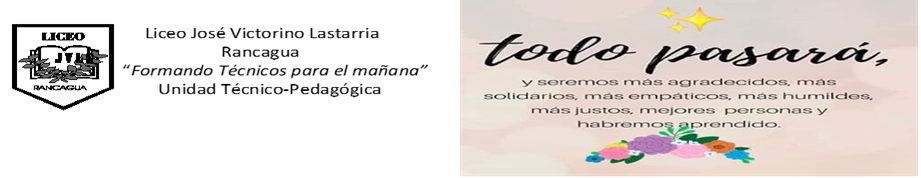 LICEO
J.V.L.
RANCAGUA
Liceo José Victorino Lastarria
Rancagua
“Formando Técnicos para el mañana”
Unidad Técnico-Pedagógica
todo pasará,
y seremos más agradecidos, más
solidarios, más empáticos, más humildes,
más justos, mejores personas y
habremos aprendido.